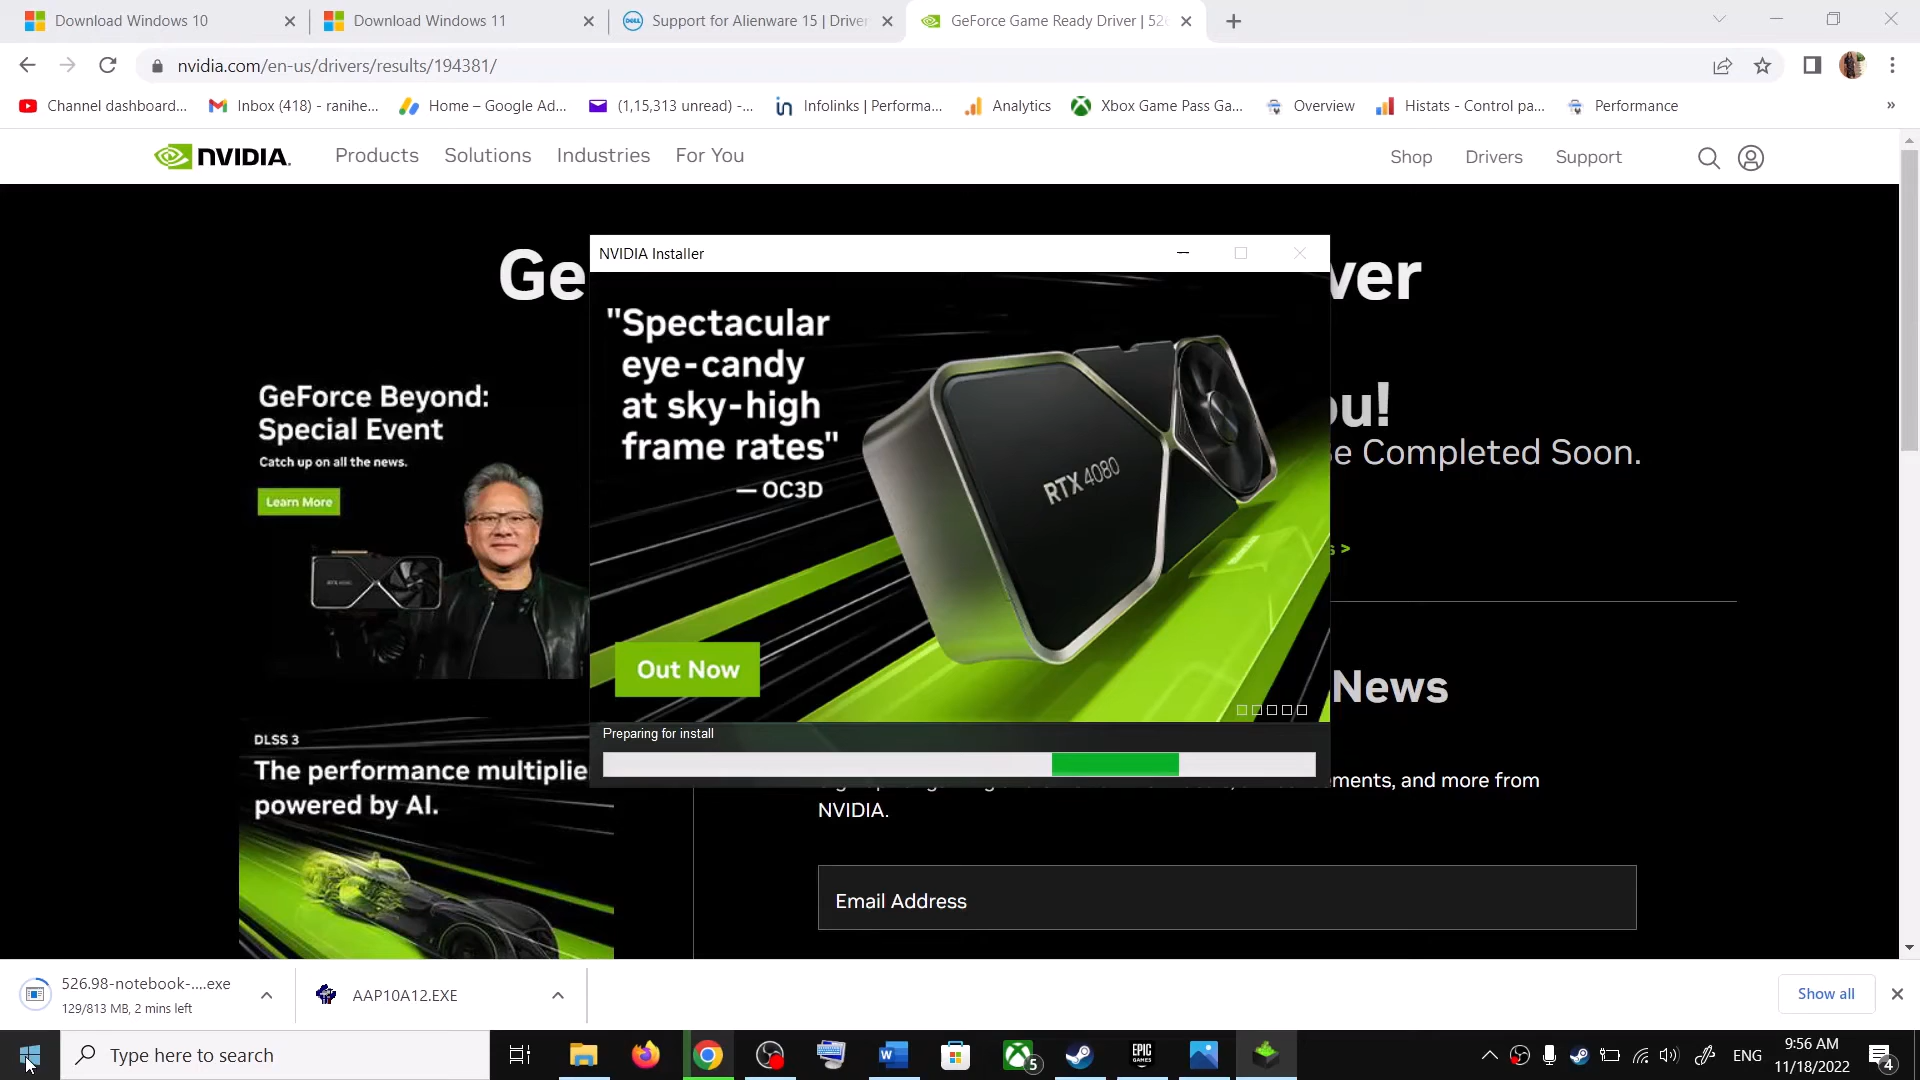 Download Windows 10
Download Windows 11
Support for Alienware 15 | Driver
GeForce Game Ready Driver | 526
nvidia.com/en-us/drivers/results/194381/
Channel dashboard...
Inbox (418) - ranihe...
Home – Google Ad...
(1,15,313 unread) -...
Infolinks | Performa...
Analytics
Xbox Game Pass Ga...
Overview
Histats - Control pa...
Performance
»
NVIDIA.
Products
Solutions
Industries
For You
Shop
Drivers
Support
Ge
ver
NVIDIA Installer
"Spectacular
eye-candy
at sky-high
frame rates"
— OC3D
RTX 4080
Out Now
Preparing for install
GeForce Beyond:
Special Event
Catch up on all the news.
Learn More
ou!
e Completed Soon.
s >
News
DLSS 3
The performance multiplie
powered by AI.
ments, and more from
NVIDIA.
Email Address
526.98-notebook-....exe
129/813 MB, 2 mins left
AAP10A12.EXE
Show all
Type here to search
5
EPIC
GAMES
ENG
9:56 AM
11/18/2022
4